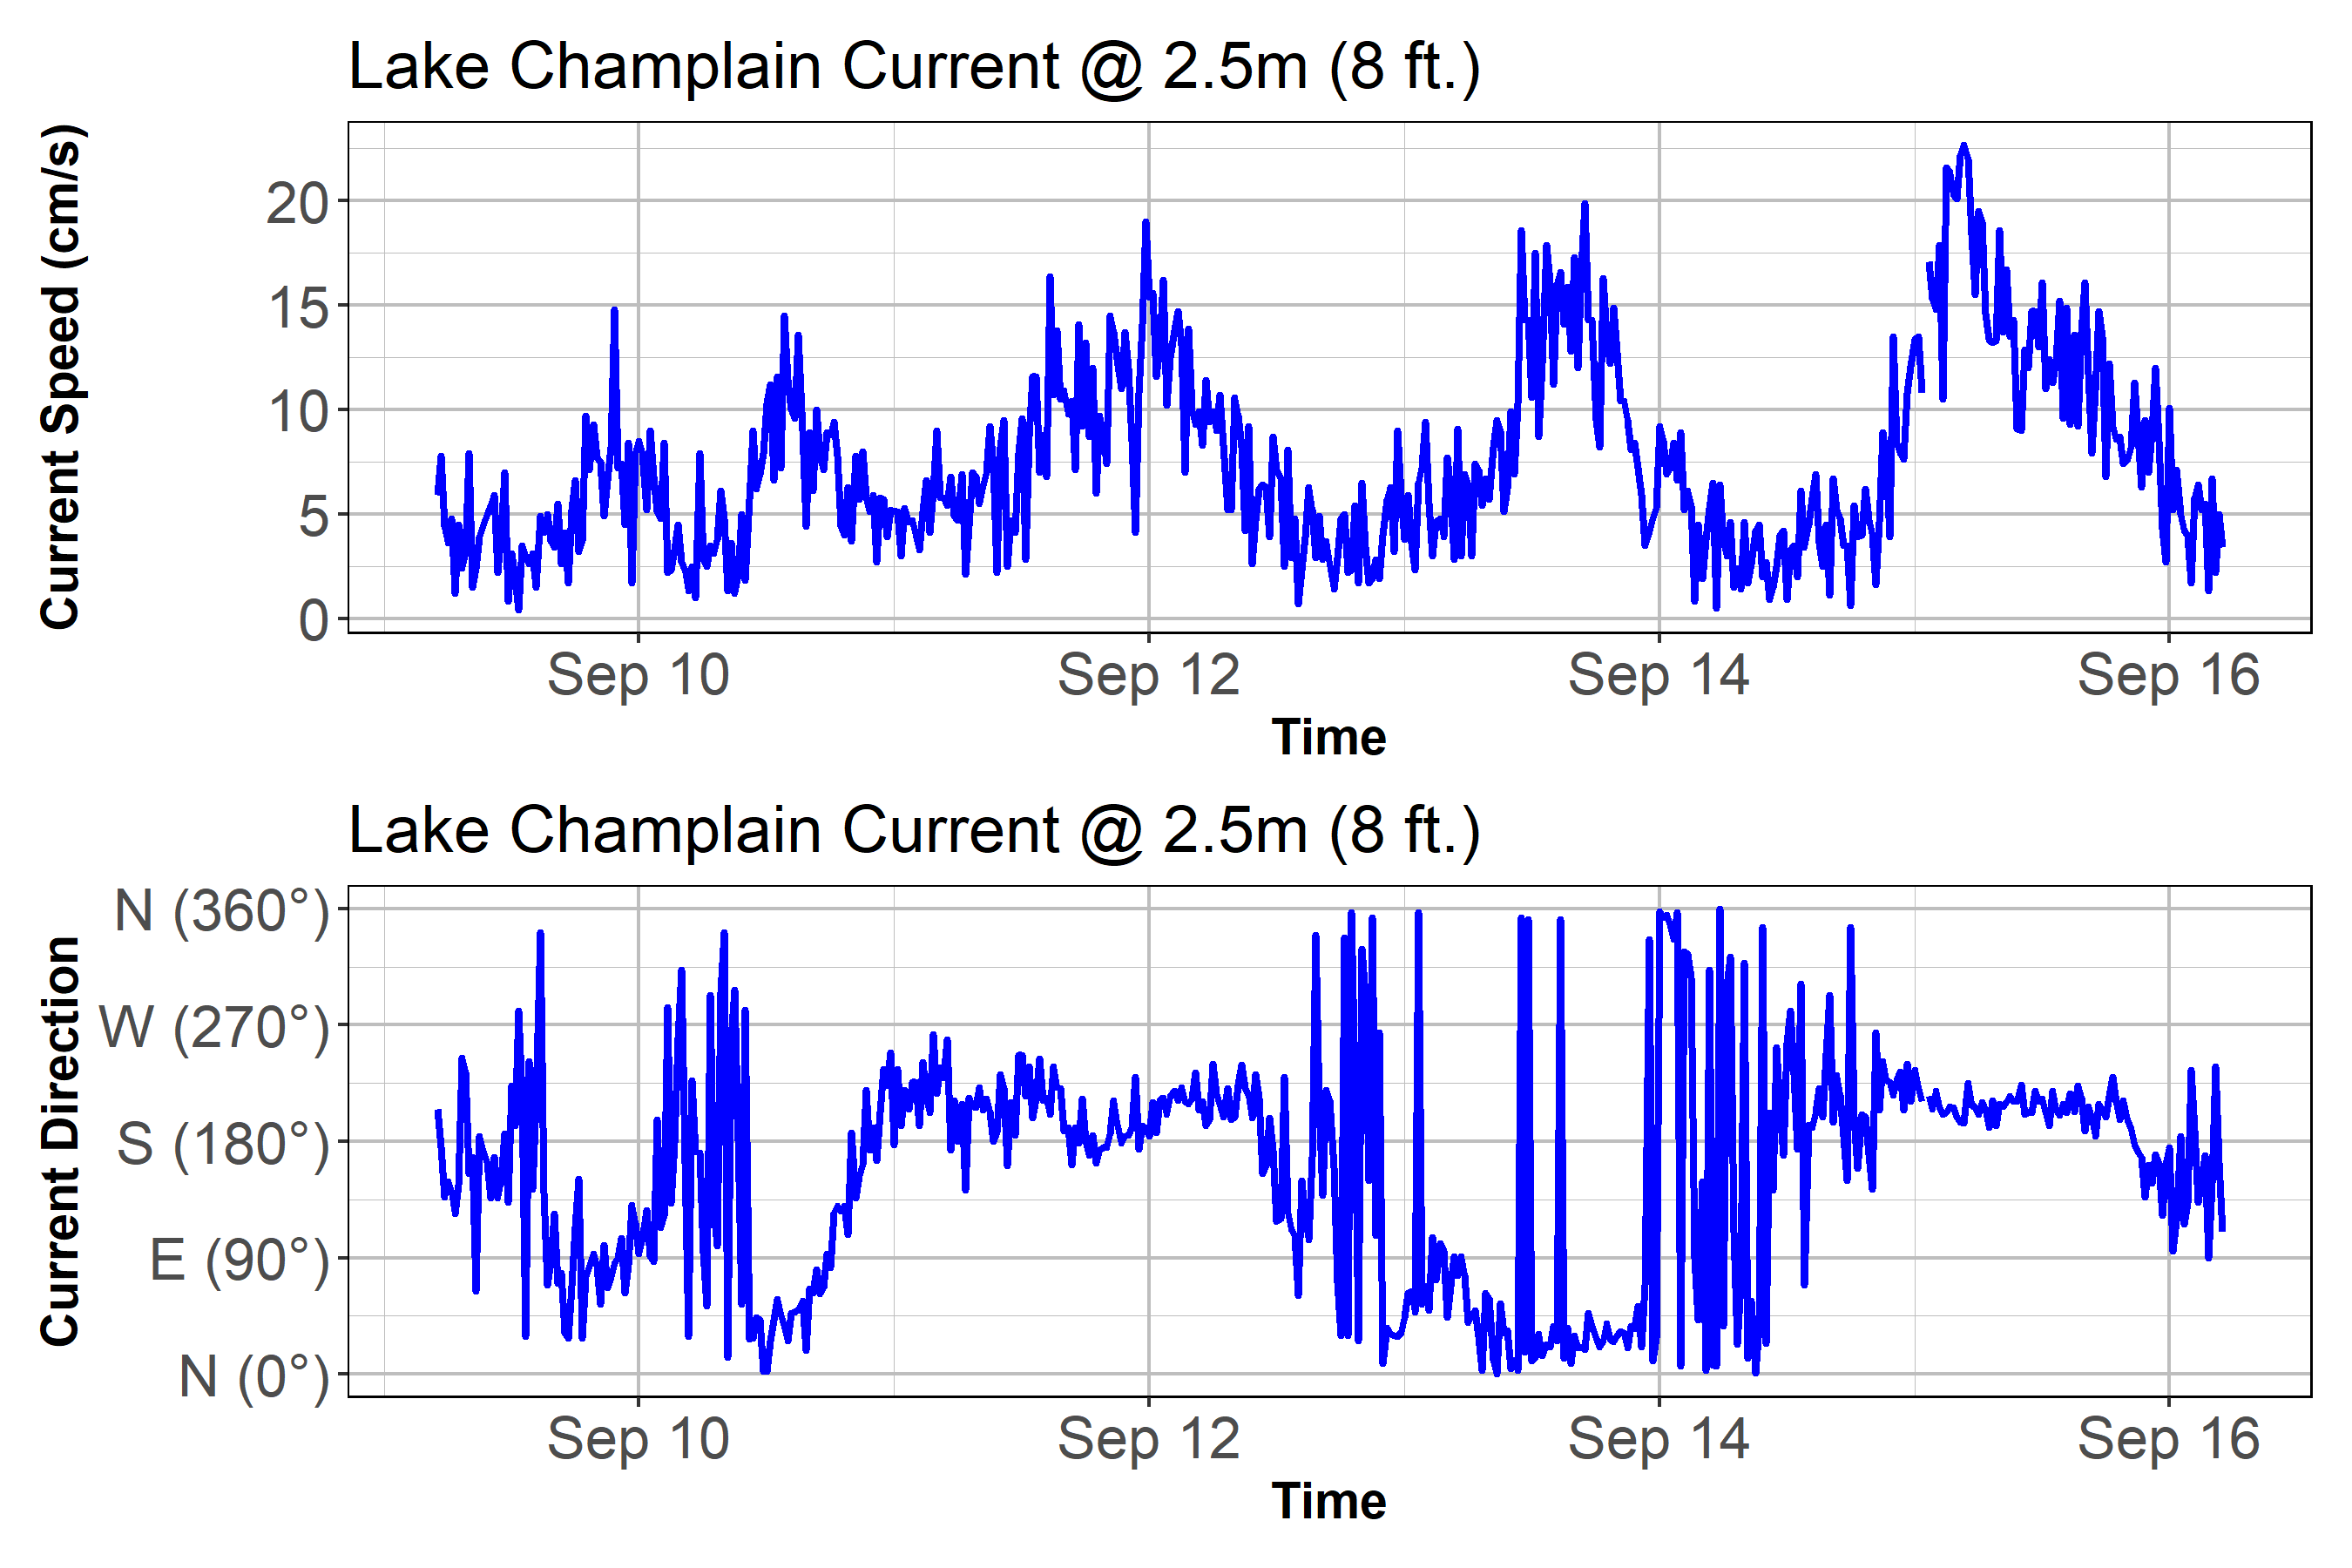 Lake Champlain Current @ 2.5m (8 ft.)
Current Speed (cm/s)
20
15
10
5
0
Sep 10 Sep 12 Sep 14 Sep 16
Time
Lake Champlain Current @ 2.5m (8 ft.)
Current Direction
N (360°)
W (270°)
S (180°)
E (90°)
N (0°)
Sep 10 Sep 12 Sep 14 Sep 16
Time